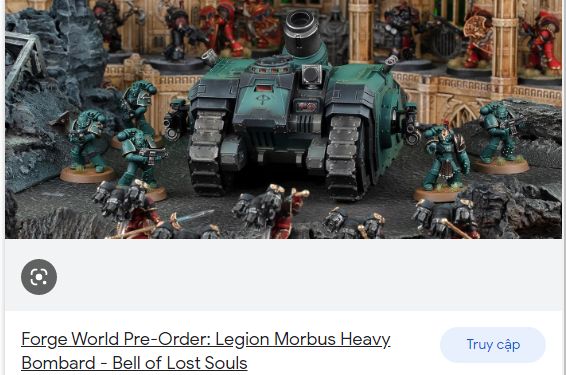 Forge World Pre-Order: Legion Morbus Heavy
Bombard - Bell of Lost Souls
Truy cập